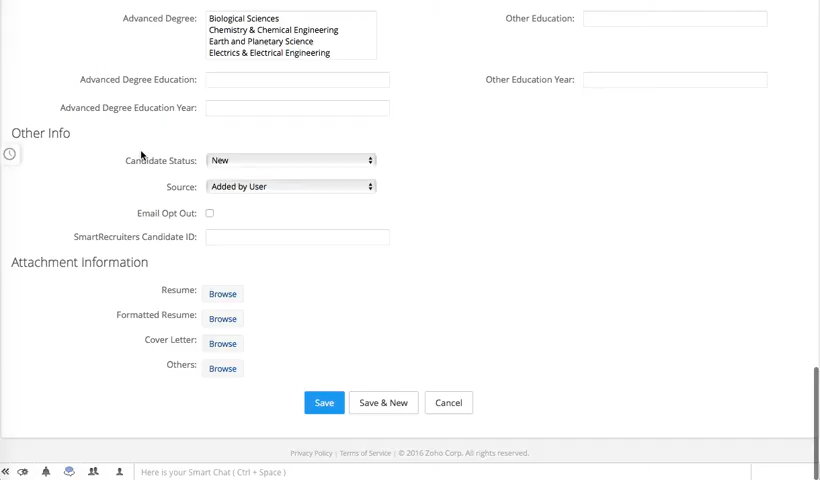 Advanced Degree:
Biological Sciences
Chemistry & Chemical Engineering
Earth and Planetary Science
Electrics & Electrical Engineering
Other Education:
Advanced Degree Education:
Other Education Year:
Advanced Degree Education Year:
Other Info
Candidate Status: New
Source: Added by User
Email Opt Out:
SmartRecruiters Candidate ID:
Attachment Information
Resume: Browse
Formatted Resume: Browse
Cover Letter: Browse
Others: Browse
Save Save & New Cancel
Privacy Policy | Terms of Service | © 2016 Zoho Corp. All rights reserved.
Here is your Smart Chat ( Ctrl + Space )